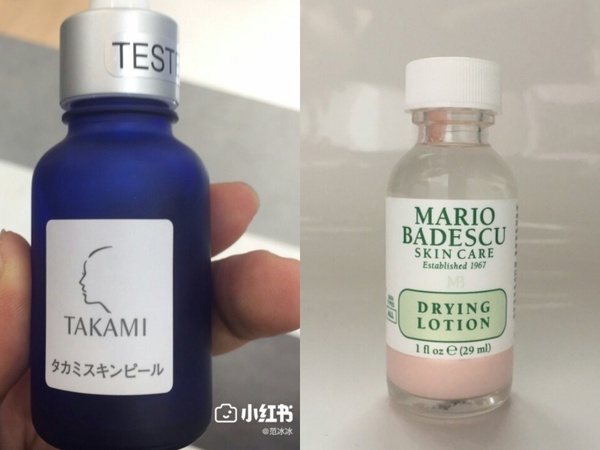 TEST
TAKAMI
タカミスキンピール
小红书
@范冰冰
MARIO
BADESCU
SKIN CARE
Established 1967
DRYING
LOTION
1 fl oz ℮ (29 ml)